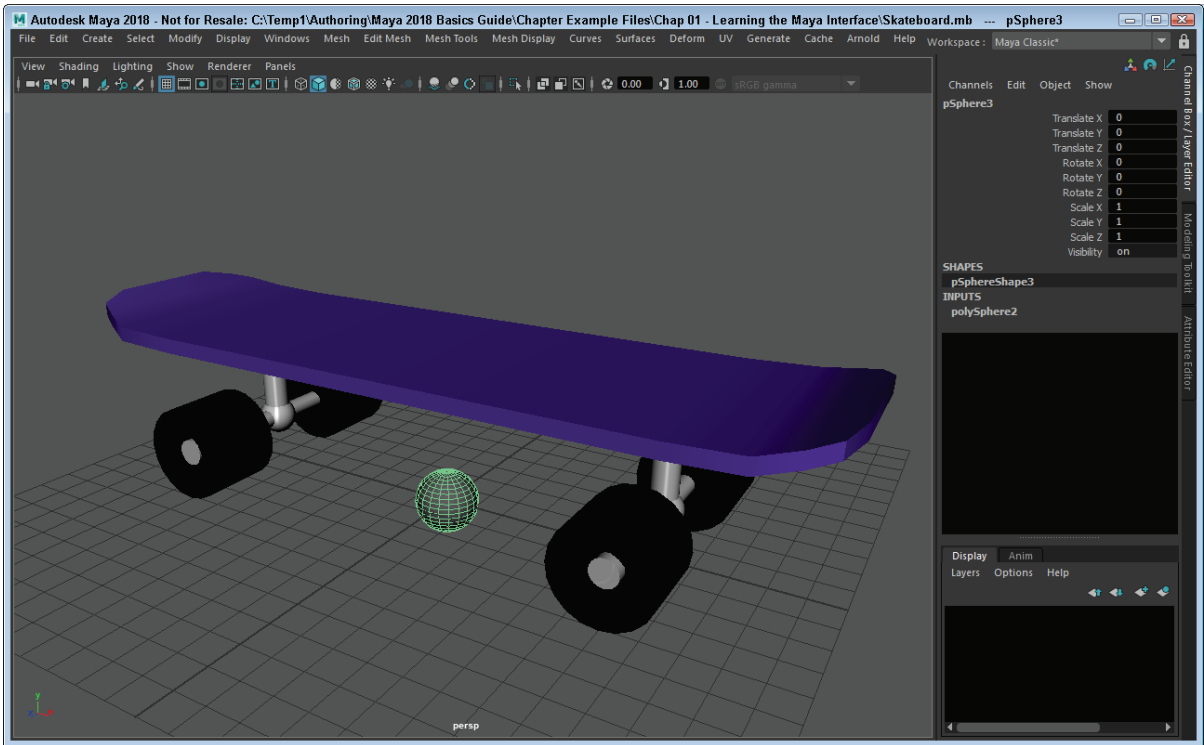 M Autodesk Maya 2018 - Not for Resale: C:\Temp1\Authoring\Maya 2018 Basics Guide\Chapter Example Files\Chap 01 - Learning the Maya Interface\Skateboard.mb --- pSphere3
File Edit Create Select Modify Display Windows Mesh Edit Mesh Mesh Tools Mesh Display Curves Surfaces Deform UV Generate Cache Arnold Help Workspace : Maya Classic*
View Shading Lighting Show Renderer Panels
0.00 1.00 sRGB gamma
Channels Edit Object Show
pSphere3
Translate X 0
Translate Y 0
Translate Z 0
Rotate X 0
Rotate Y 0
Rotate Z 0
Scale X 1
Scale Y 1
Scale Z 1
Visibility on
SHAPES
pSphereShape3
INPUTS
polySphere2
Channel Box / Layer Editor
Modeling Toolkit
Attribute Editor
Display Anim
Layers Options Help
y
x
persp